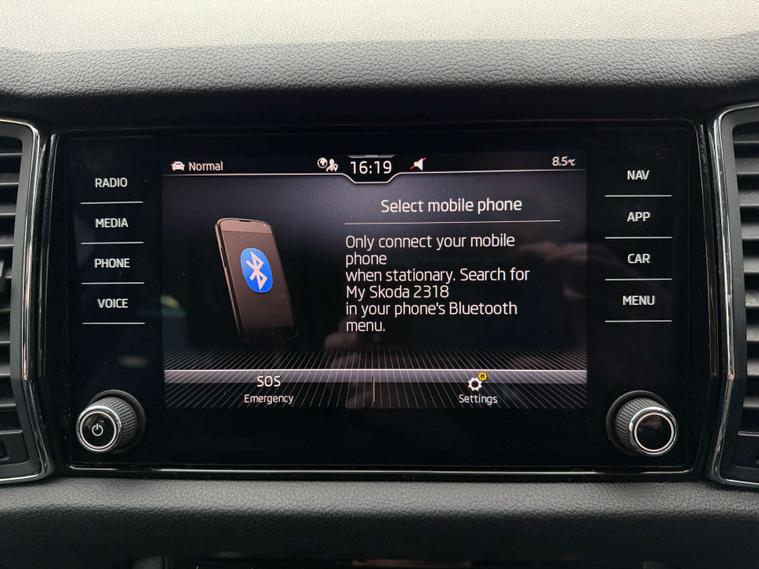 Normal
16:19
8.5°C
RADIO
MEDIA
PHONE
VOICE
Select mobile phone
Only connect your mobile
phone
when stationary. Search for
My Skoda 2318
in your phone's Bluetooth
menu.
SOS
Emergency
Settings
NAV
APP
CAR
MENU